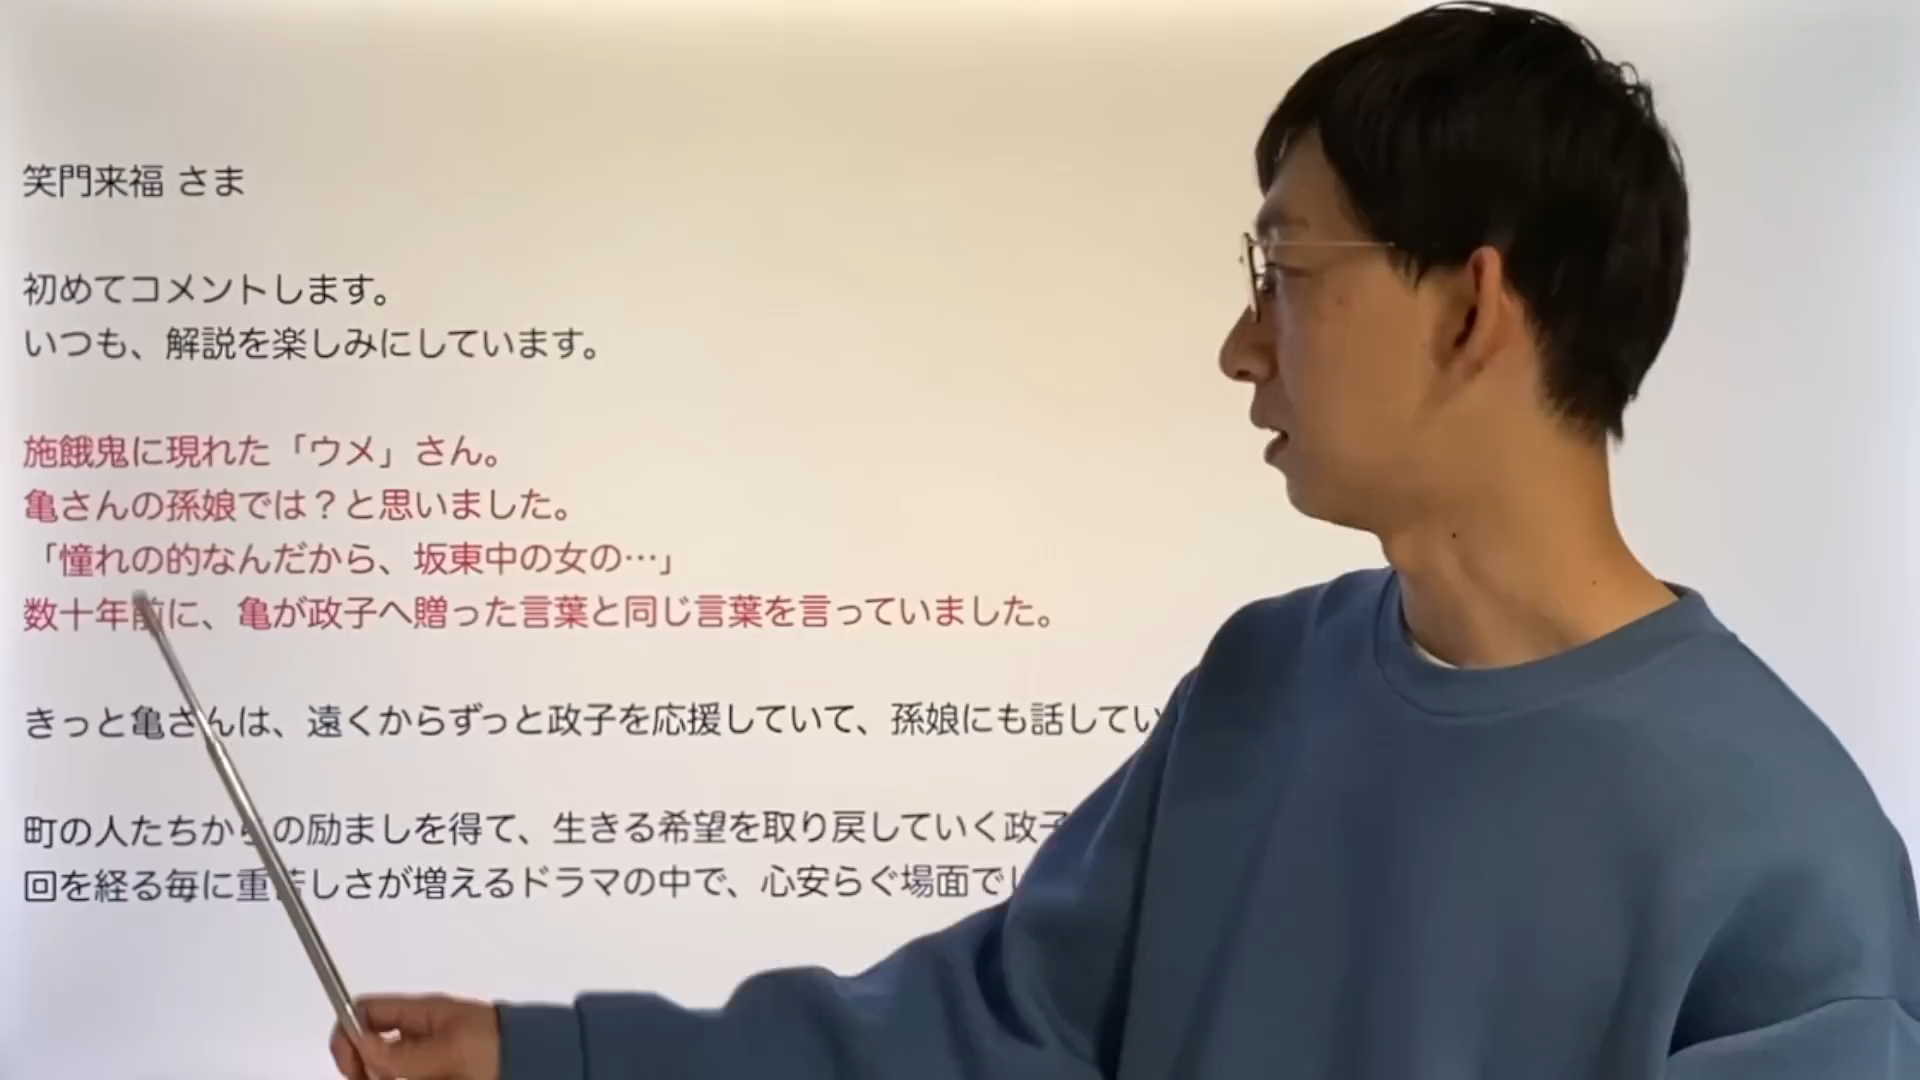 笑門来福 さま
初めてコメントします。
いつも、解説を楽しみにしています。
施餓鬼に現れた「ウメ」さん。
亀さんの孫娘では？と思いました。
「憧れの的なんだから、坂東中の女の…」
数十年前に、亀が政子へ贈った言葉と同じ言葉を言っていました。
きっと亀さんは、遠くからずっと政子を応援していて、孫娘にも話してい
町の人たちからの励ましを得て、生きる希望を取り戻していく政子
回を経る毎に重苦しさが増えるドラマの中で、心安らぐ場面でし